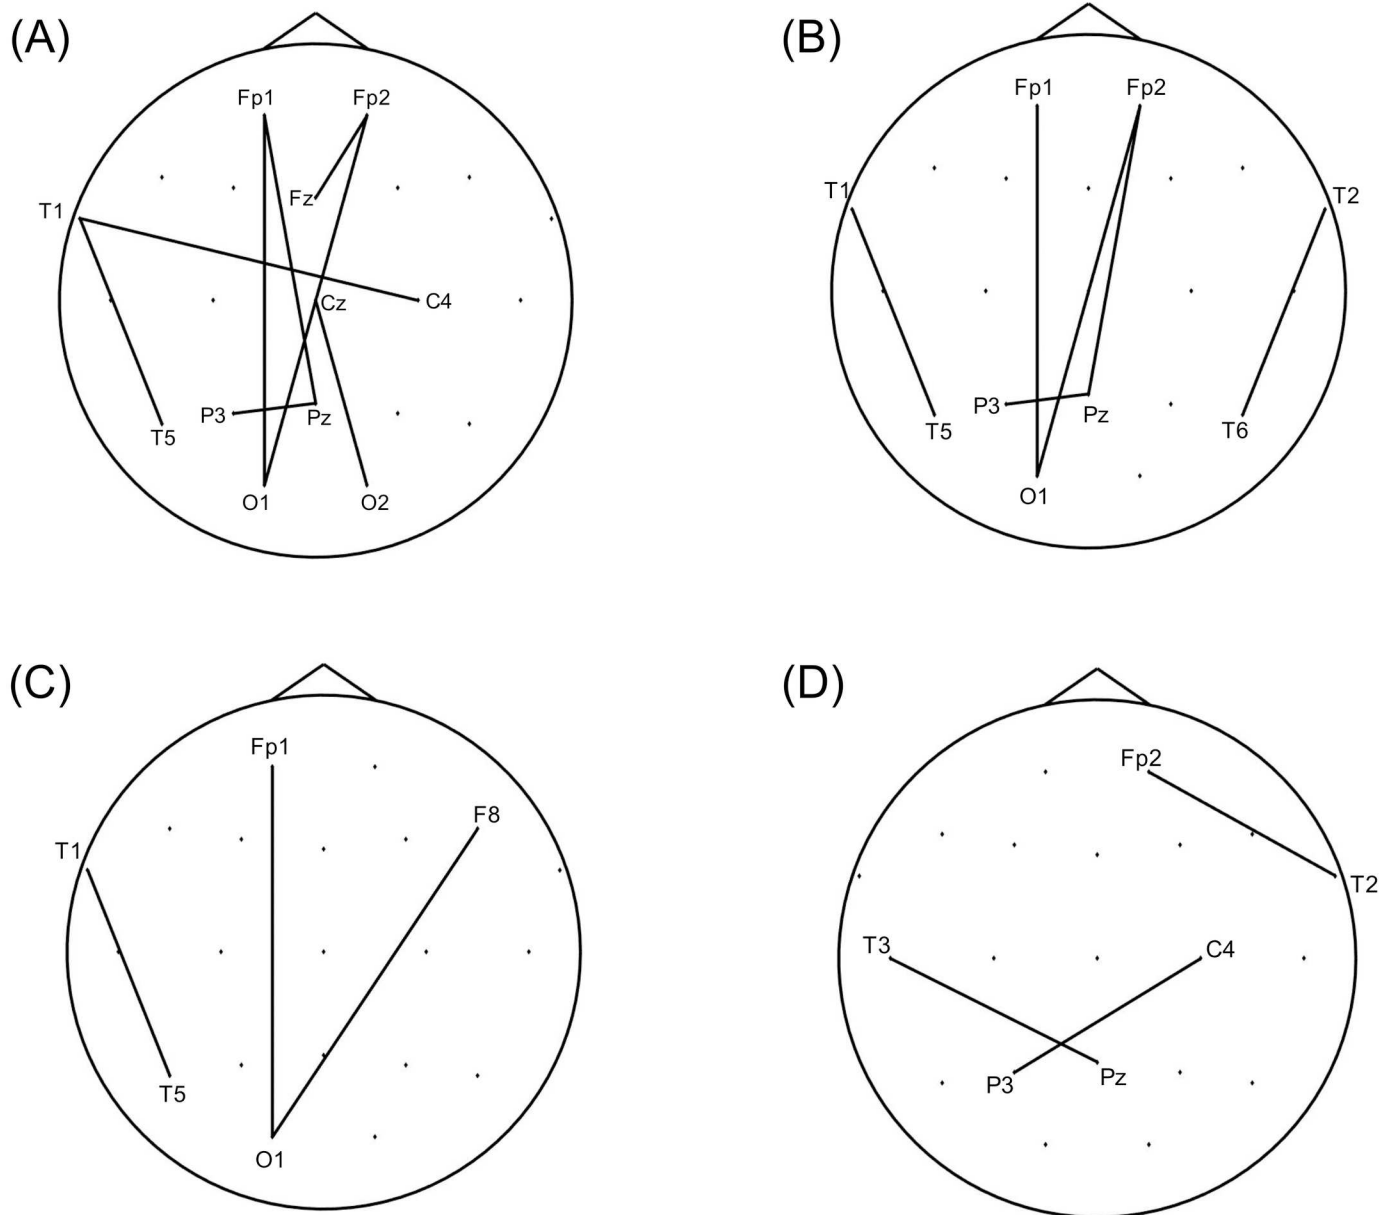 (A)
Fp1 Fp2
Fz
T1
Cz C4
P3 Pz
T5
O1 O2
(B)
Fp1 Fp2
T1 T2
P3 Pz
T5 T6
O1
(C)
Fp1
F8
T1
T5
O1
(D)
Fp2
T2
T3 C4
P3 Pz